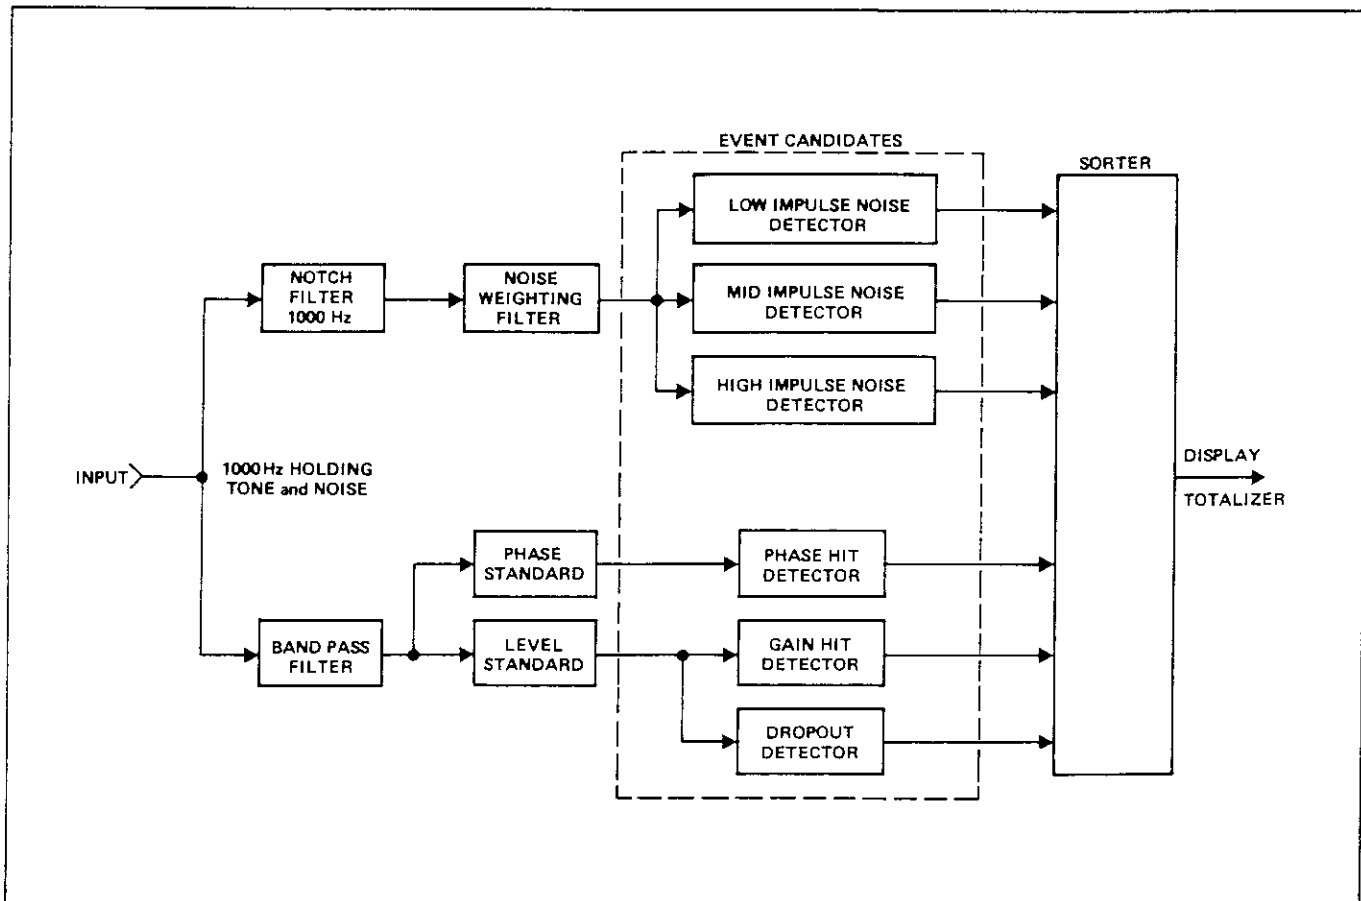 EVENT CANDIDATES
SORTER
LOW IMPULSE NOISE
DETECTOR
NOTCH
FILTER
1000 Hz
NOISE
WEIGHTING
FILTER
MID IMPULSE NOISE
DETECTOR
HIGH IMPULSE NOISE
DETECTOR
INPUT
1000Hz HOLDING
TONE and NOISE
DISPLAY
TOTALIZER
PHASE
STANDARD
PHASE HIT
DETECTOR
BAND PASS
FILTER
LEVEL
STANDARD
GAIN HIT
DETECTOR
DROPOUT
DETECTOR